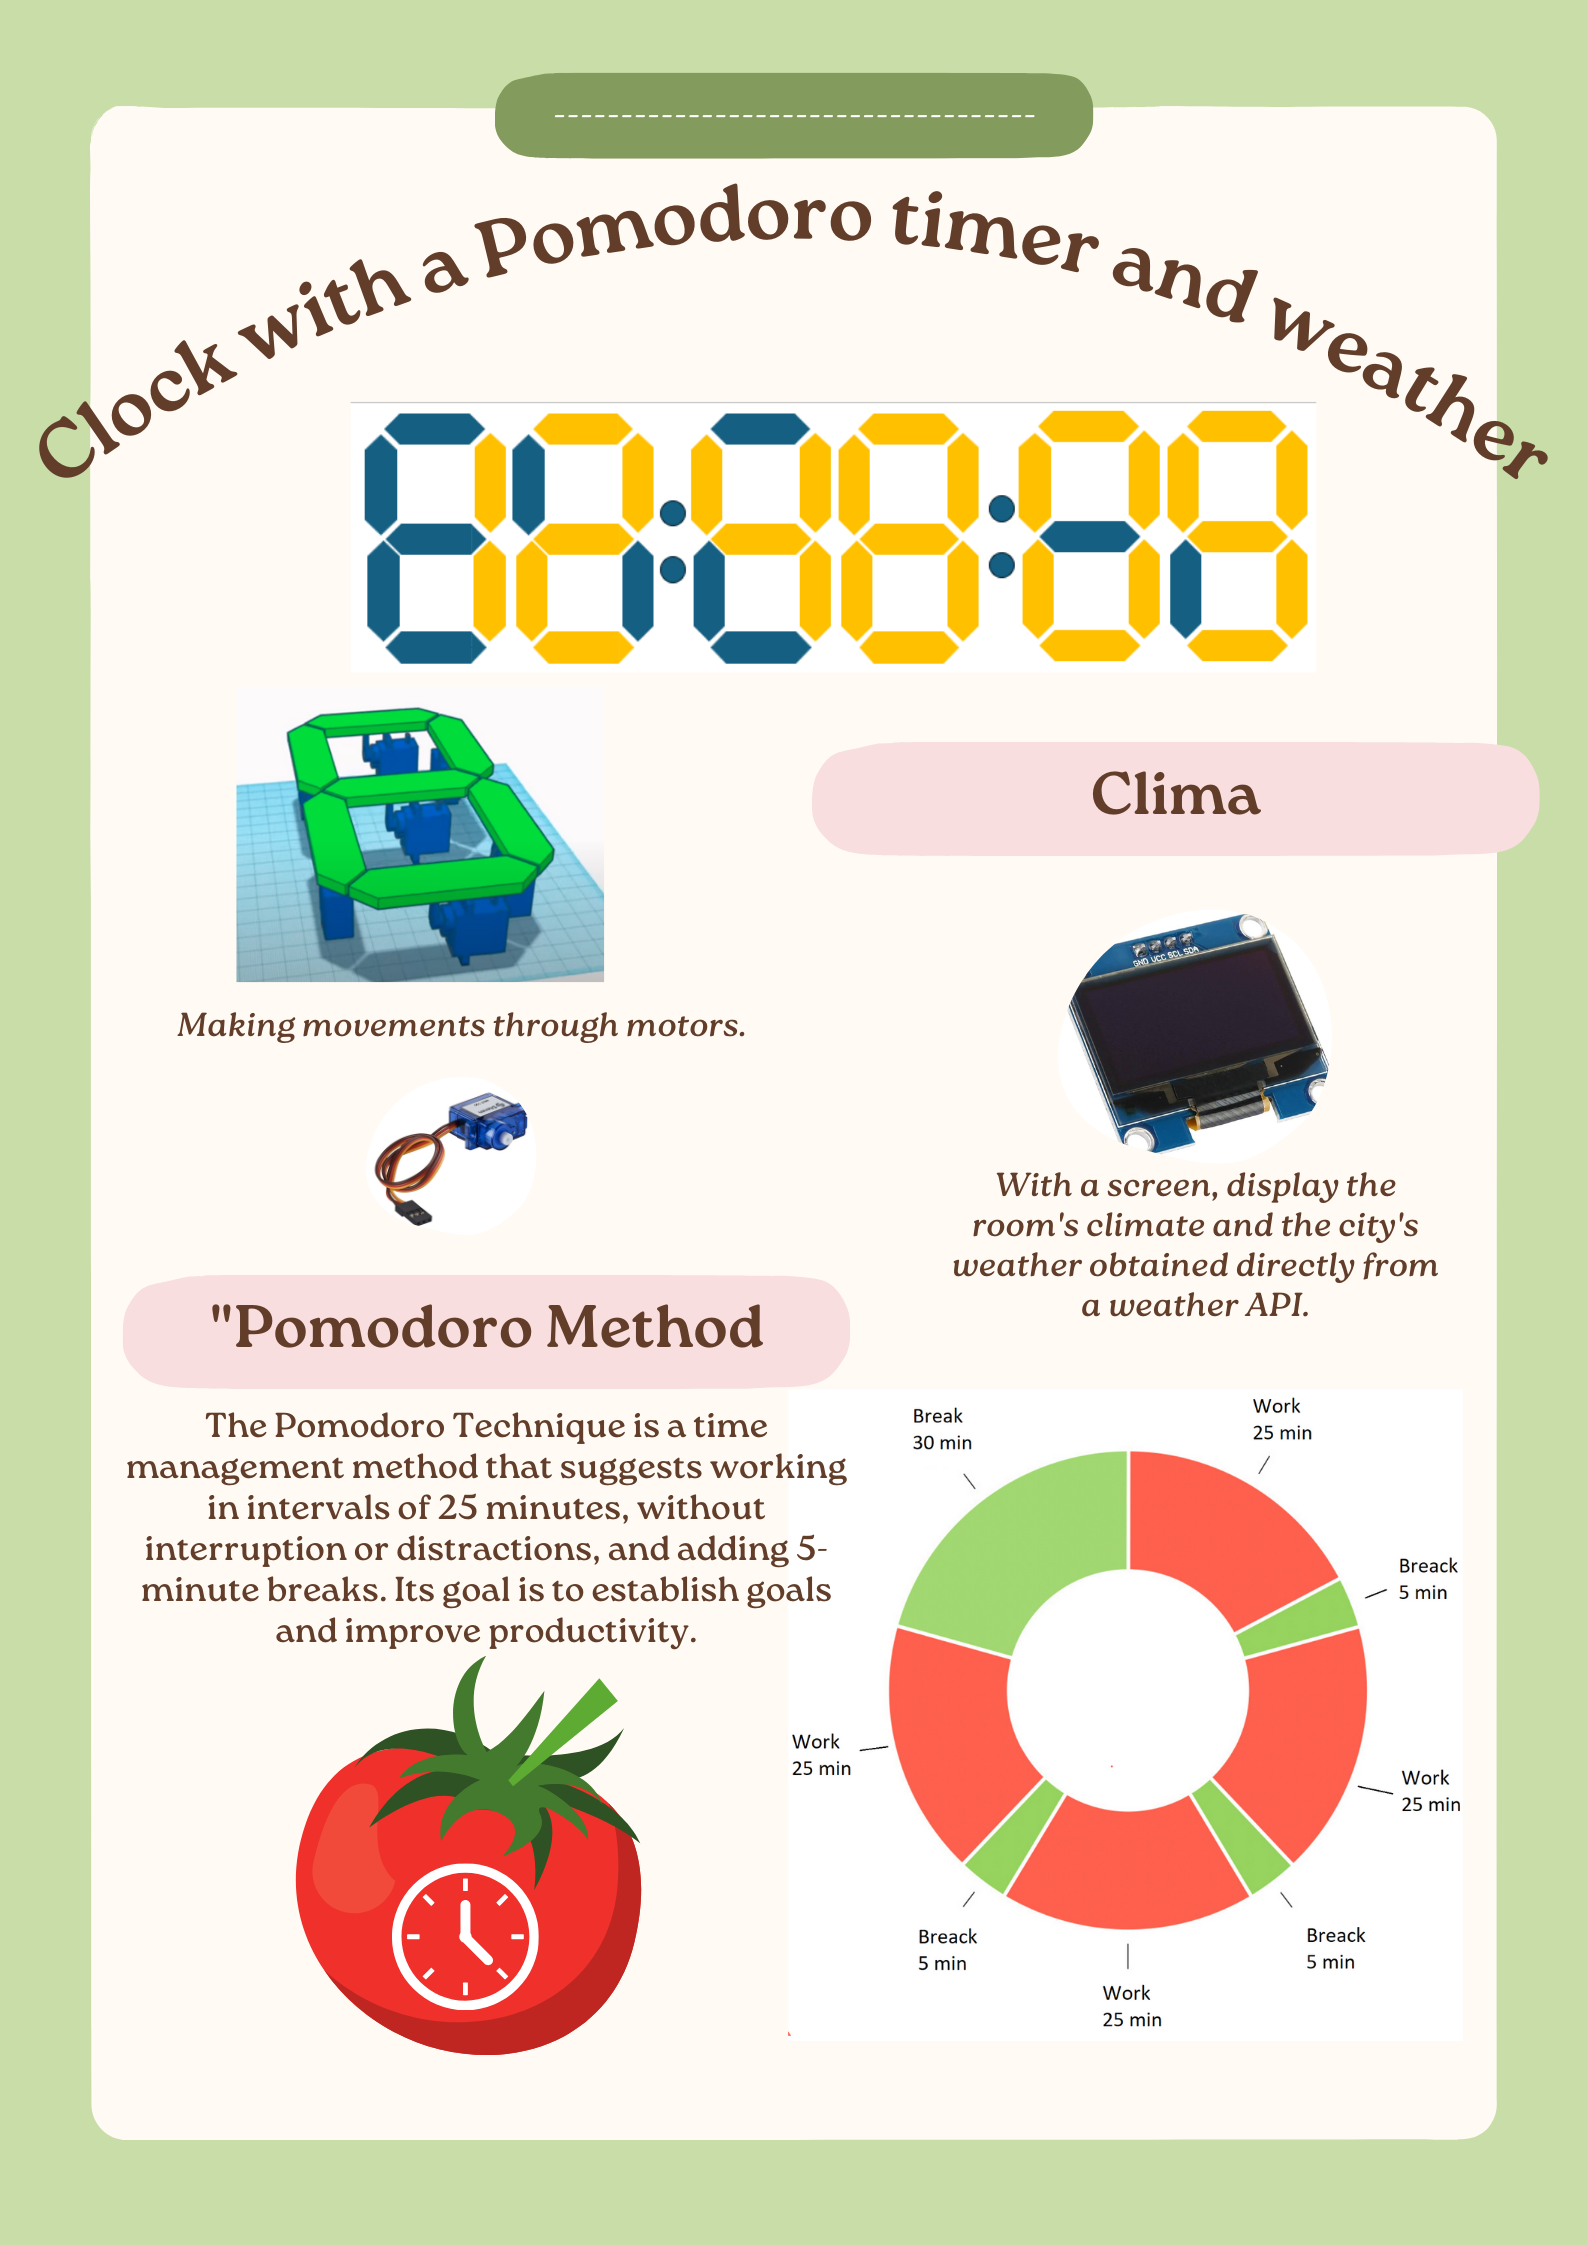 Clock with a Pomodoro timer and weather
Clima
Making movements through motors.
GND VCC SCL SDA
With a screen, display the
room's climate and the city's
weather obtained directly from
a weather API.
"Pomodoro Method
The Pomodoro Technique is a time
management method that suggests working
in intervals of 25 minutes, without
interruption or distractions, and adding 5-
minute breaks. Its goal is to establish goals
and improve productivity.
Break
30 min
Work
25 min
Breack
5 min
Work
25 min
Breack
5 min
Work
25 min
Breack
5 min
Work
25 min